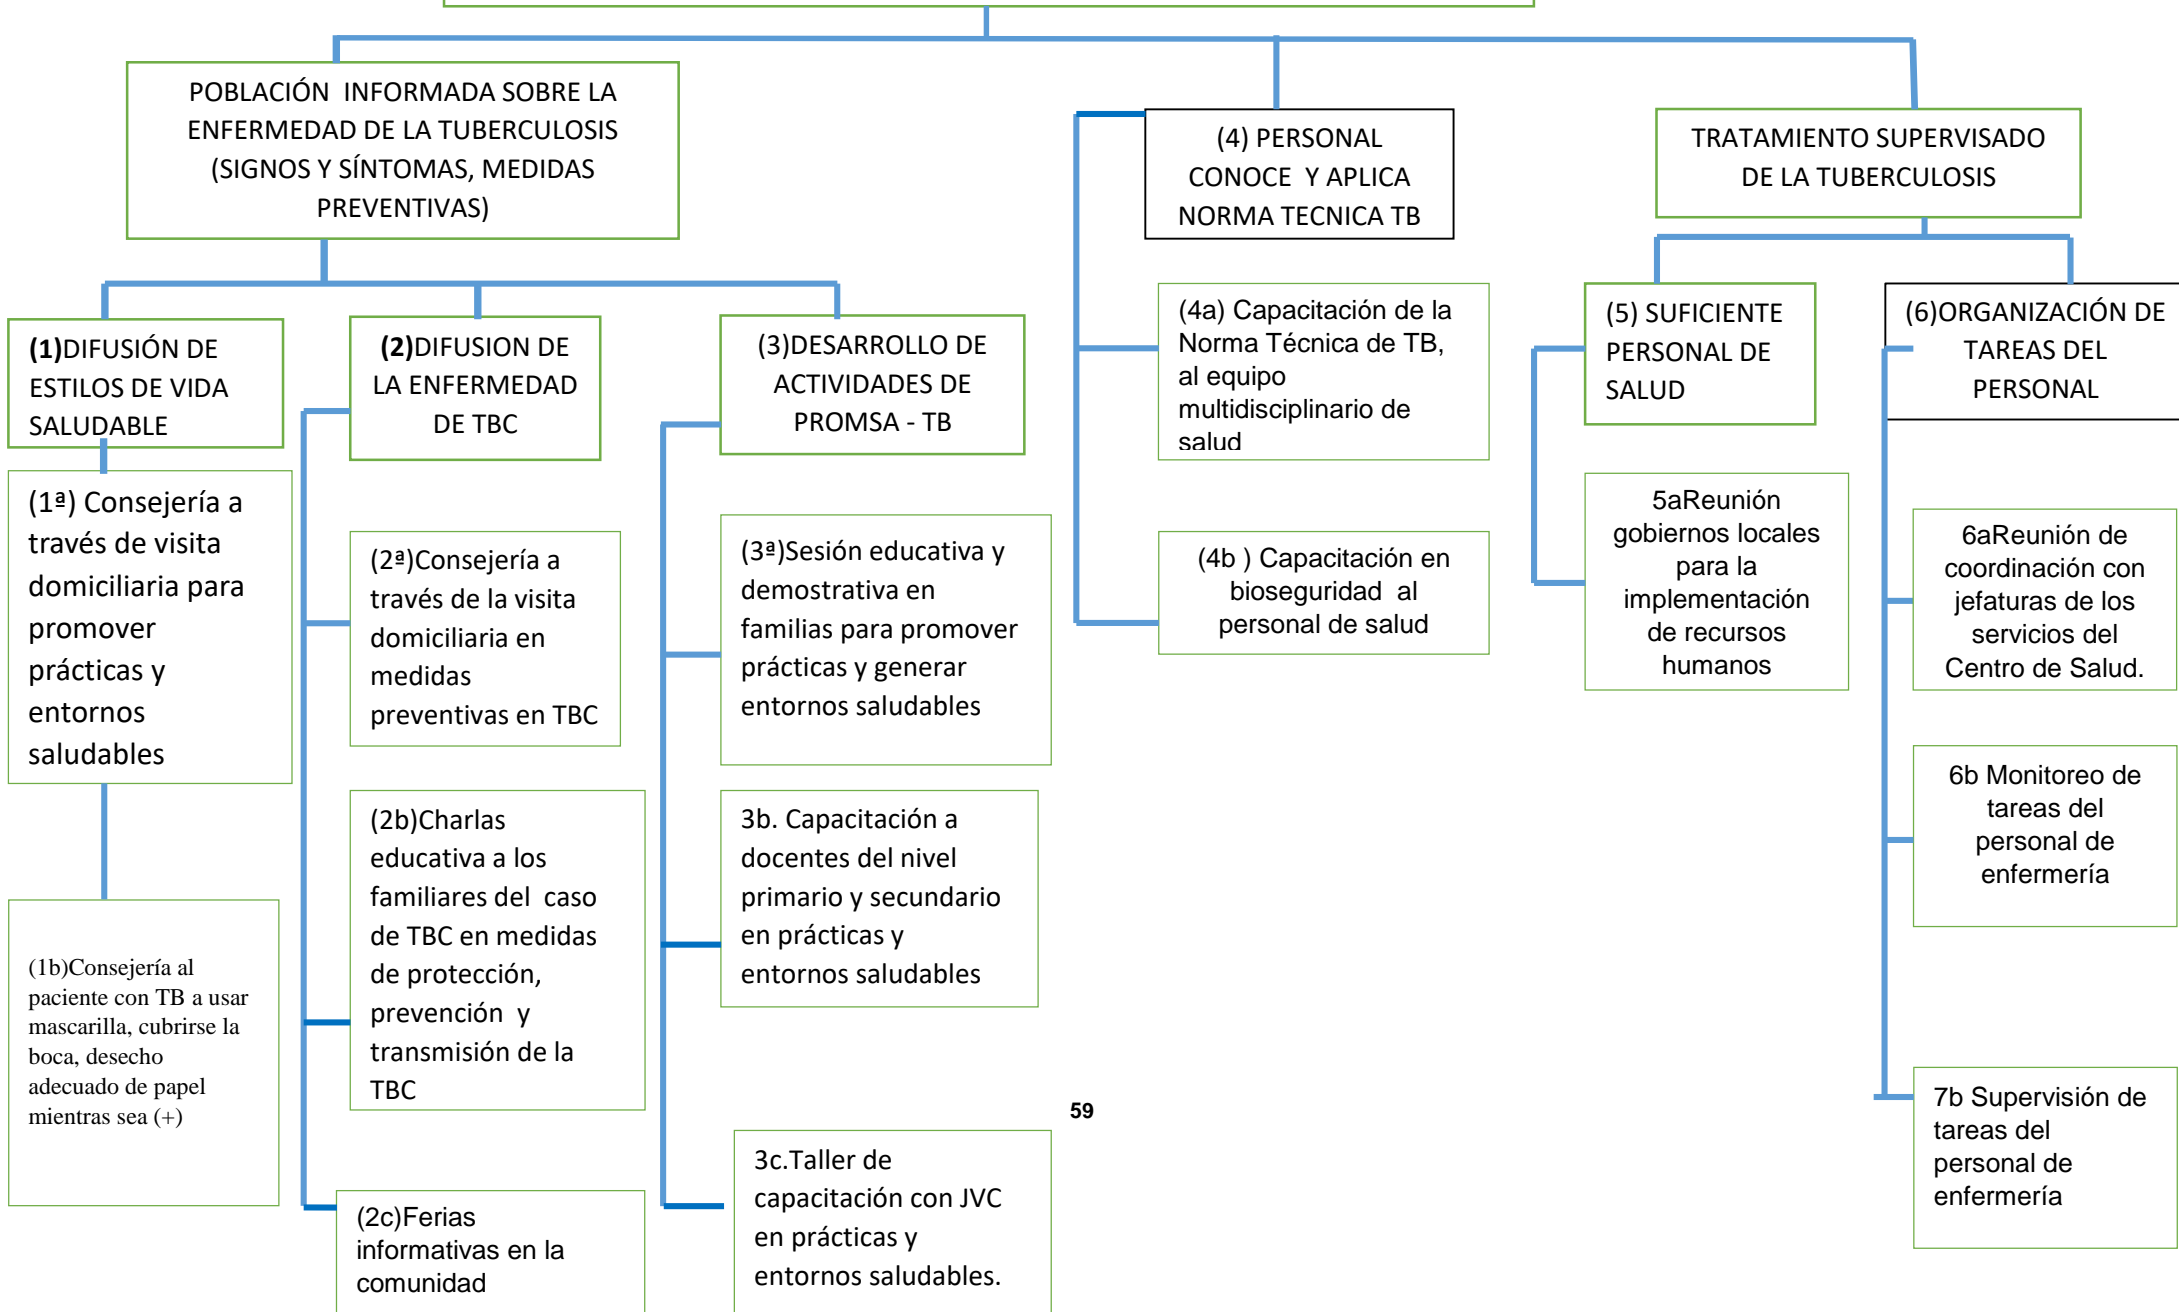 POBLACIÓN  INFORMADA SOBRE LA
ENFERMEDAD DE LA TUBERCULOSIS
(SIGNOS Y SÍNTOMAS, MEDIDAS
PREVENTIVAS)
(4) PERSONAL
CONOCE  Y APLICA
NORMA TECNICA TB
TRATAMIENTO SUPERVISADO
DE LA TUBERCULOSIS
(1)DIFUSIÓN DE
ESTILOS DE VIDA
SALUDABLE
(2)DIFUSION DE
LA ENFERMEDAD
DE TBC
(3)DESARROLLO DE
ACTIVIDADES DE
PROMSA - TB
(4a) Capacitación de la
Norma Técnica de TB,
al equipo
multidisciplinario de
salud
(5) SUFICIENTE
PERSONAL DE
SALUD
(6)ORGANIZACIÓN DE
TAREAS DEL
PERSONAL
(1ª) Consejería a
través de visita
domiciliaria para
promover
prácticas y
entornos
saludables
(2ª)Consejería a
través de la visita
domiciliaria en
medidas
preventivas en TBC
(3ª)Sesión educativa y
demostrativa en
familias para promover
prácticas y generar
entornos saludables
(4b ) Capacitación en
bioseguridad  al
personal de salud
5aReunión
gobiernos locales
para la
implementación
de recursos
humanos
6aReunión de
coordinación con
jefaturas de los
servicios del
Centro de Salud.
(1b)Consejería al
paciente con TB a usar
mascarilla, cubrirse la
boca, desecho
adecuado de papel
mientras sea (+)
(2b)Charlas
educativa a los
familiares del  caso
de TBC en medidas
de protección,
prevención  y
transmisión de la
TBC
3b. Capacitación a
docentes del nivel
primario y secundario
en prácticas y
entornos saludables
6b Monitoreo de
tareas del
personal de
enfermería
(2c)Ferias
informativas en la
comunidad
3c.Taller de
capacitación con JVC
en prácticas y
entornos saludables.
7b Supervisión de
tareas del
personal de
enfermería
59